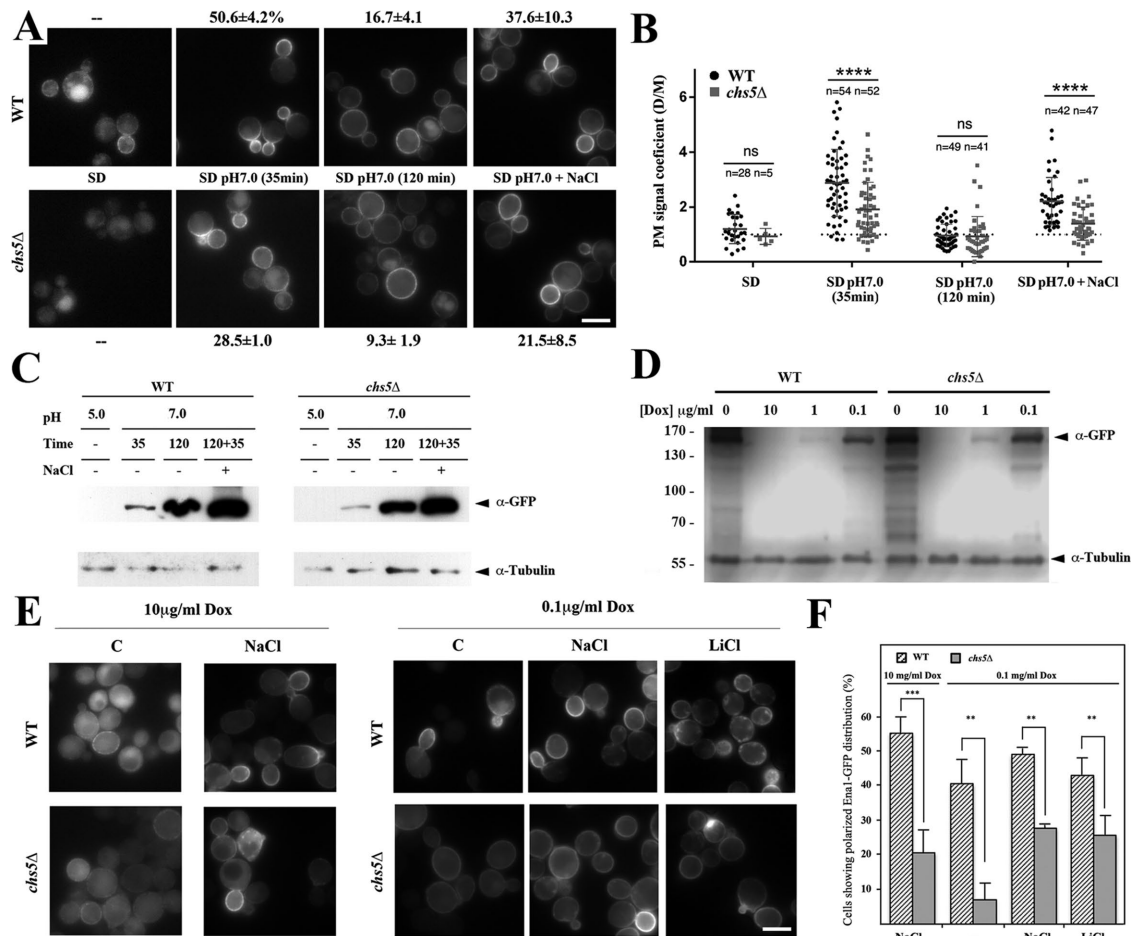 A
--
50.6±4.2%
16.7±4.1
37.6±10.3
WT
SD
SD pH7.0 (35min)
SD pH7.0 (120 min)
SD pH7.0 + NaCl
chs5Δ
--
28.5±1.0
9.3± 1.9
21.5±8.5
B
PM signal coeficient (D/M)
6
4
2
0
WT
chs5Δ
ns
n=28 n=5
****
n=54 n=52
ns
n=49 n=41
****
n=42 n=47
SD
SD pH7.0
(35min)
SD pH7.0
(120 min)
SD pH7.0 + NaCl
C
WT
chs5Δ
pH
5.0
7.0
5.0
7.0
Time
-
35
120
120+35
-
35
120
120+35
NaCl
-
-
-
+
-
-
-
+
α-GFP
α-Tubulin
D
WT
chs5Δ
[Dox] μg/ml
0
10
1
0.1
0
10
1
0.1
170 -
130 -
100 -
70 -
55 -
α-GFP
α-Tubulin
E
10μg/ml Dox
0.1μg/ml Dox
C
NaCl
C
NaCl
LiCl
WT
chs5Δ
F
WT
chs5Δ
10 mg/ml Dox
0.1 mg/ml Dox
Cells showing polarized Ena1-GFP distribution (%)
60
50
40
30
20
10
***
**
**
**
NaCl
NaCl
LiCl